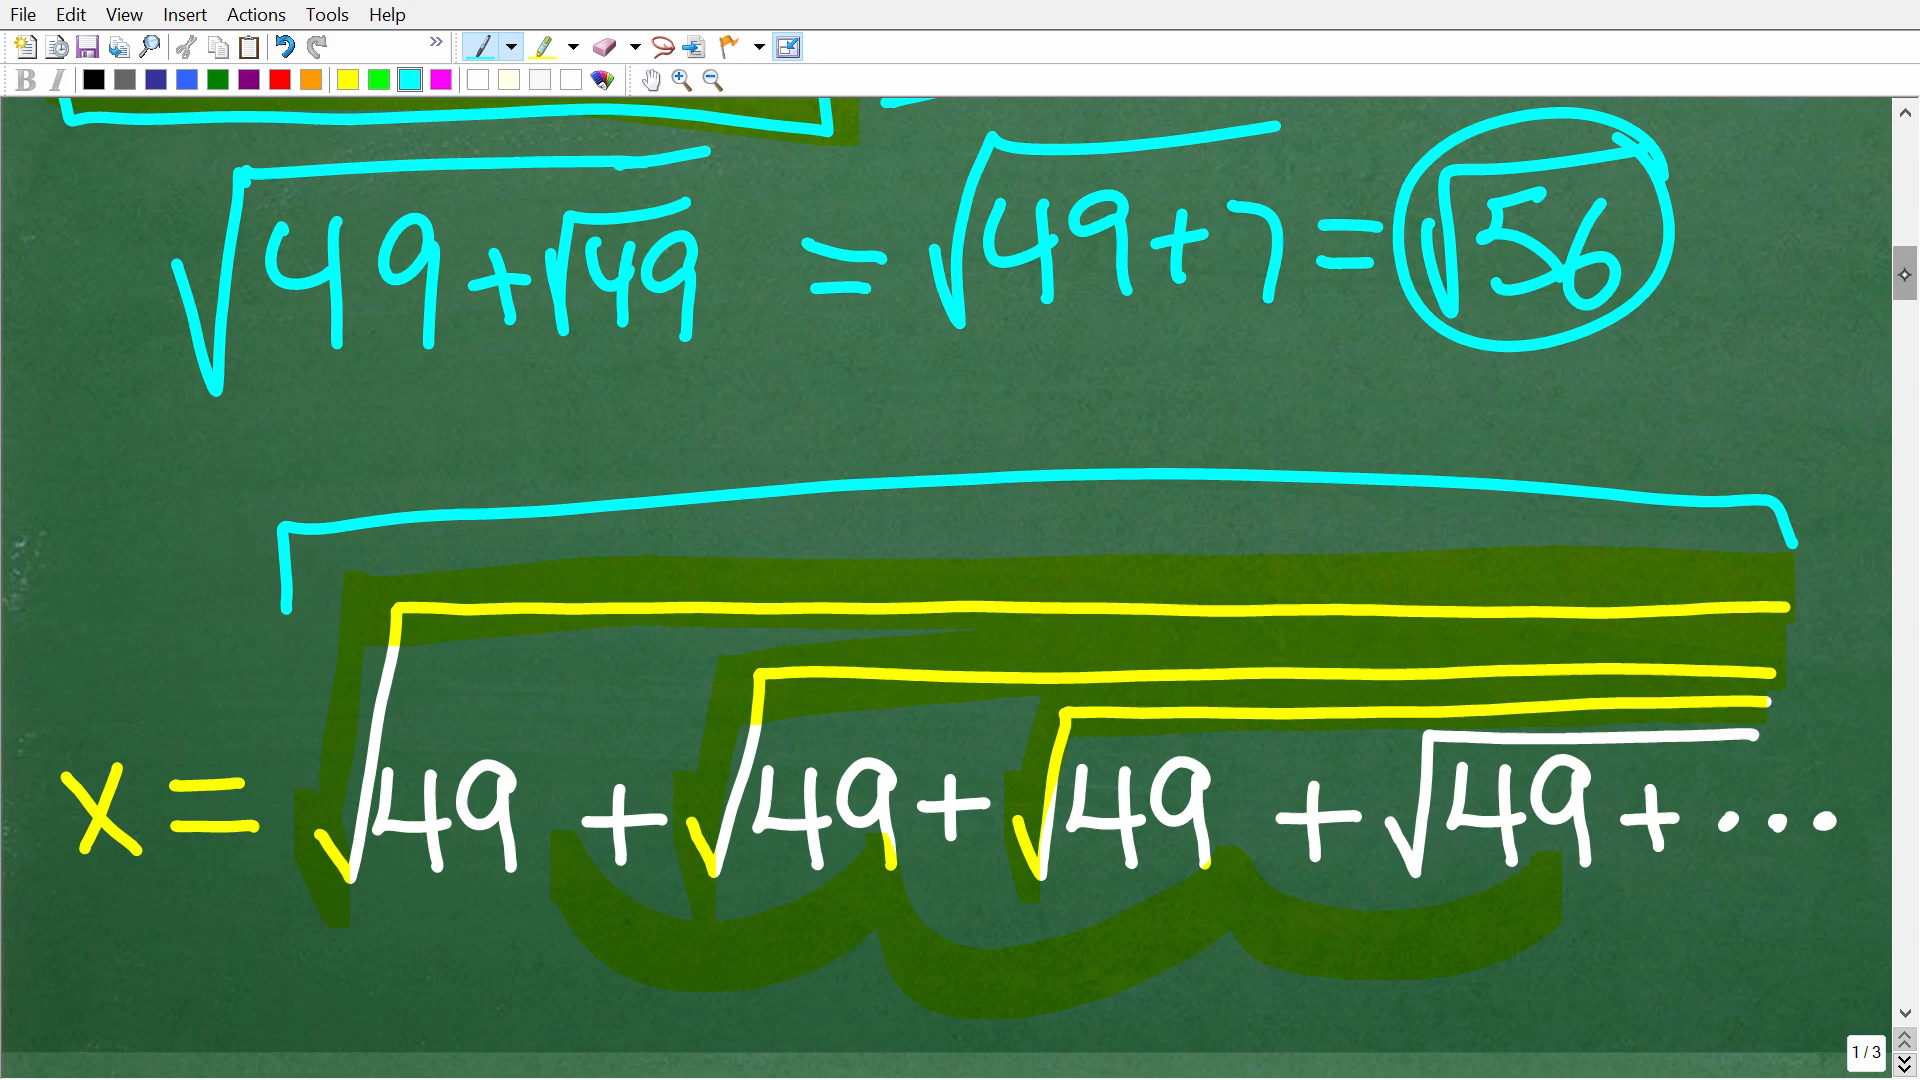 File Edit View Insert Actions Tools Help
B I
√(49+√49) = √(49+7) = √56
x = √(49 + √(49 + √(49 + √(49 + ...
1 / 3